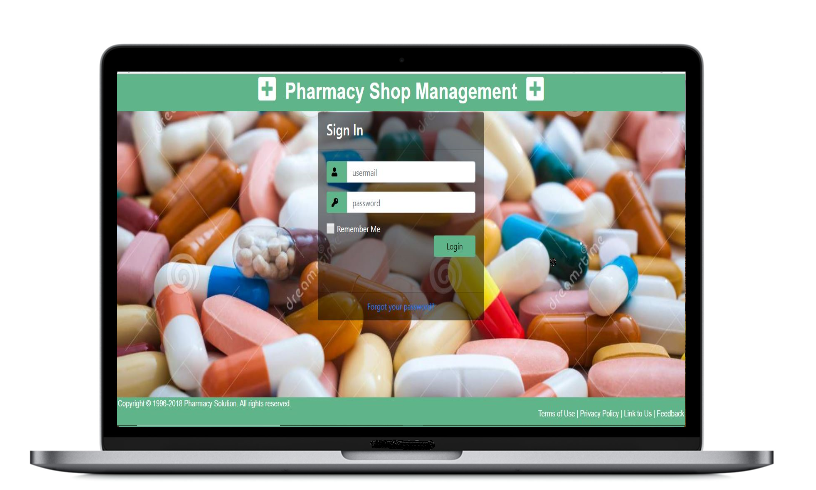 Pharmacy Shop Management
Sign In
usermail
password
Remember Me
Login
Forgot your password?
Copyright © 1996-2018 Pharmacy Solution. All rights reserved.
Terms of Use | Privacy Policy | Link to Us | Feedback
dreamstime
dreamstime